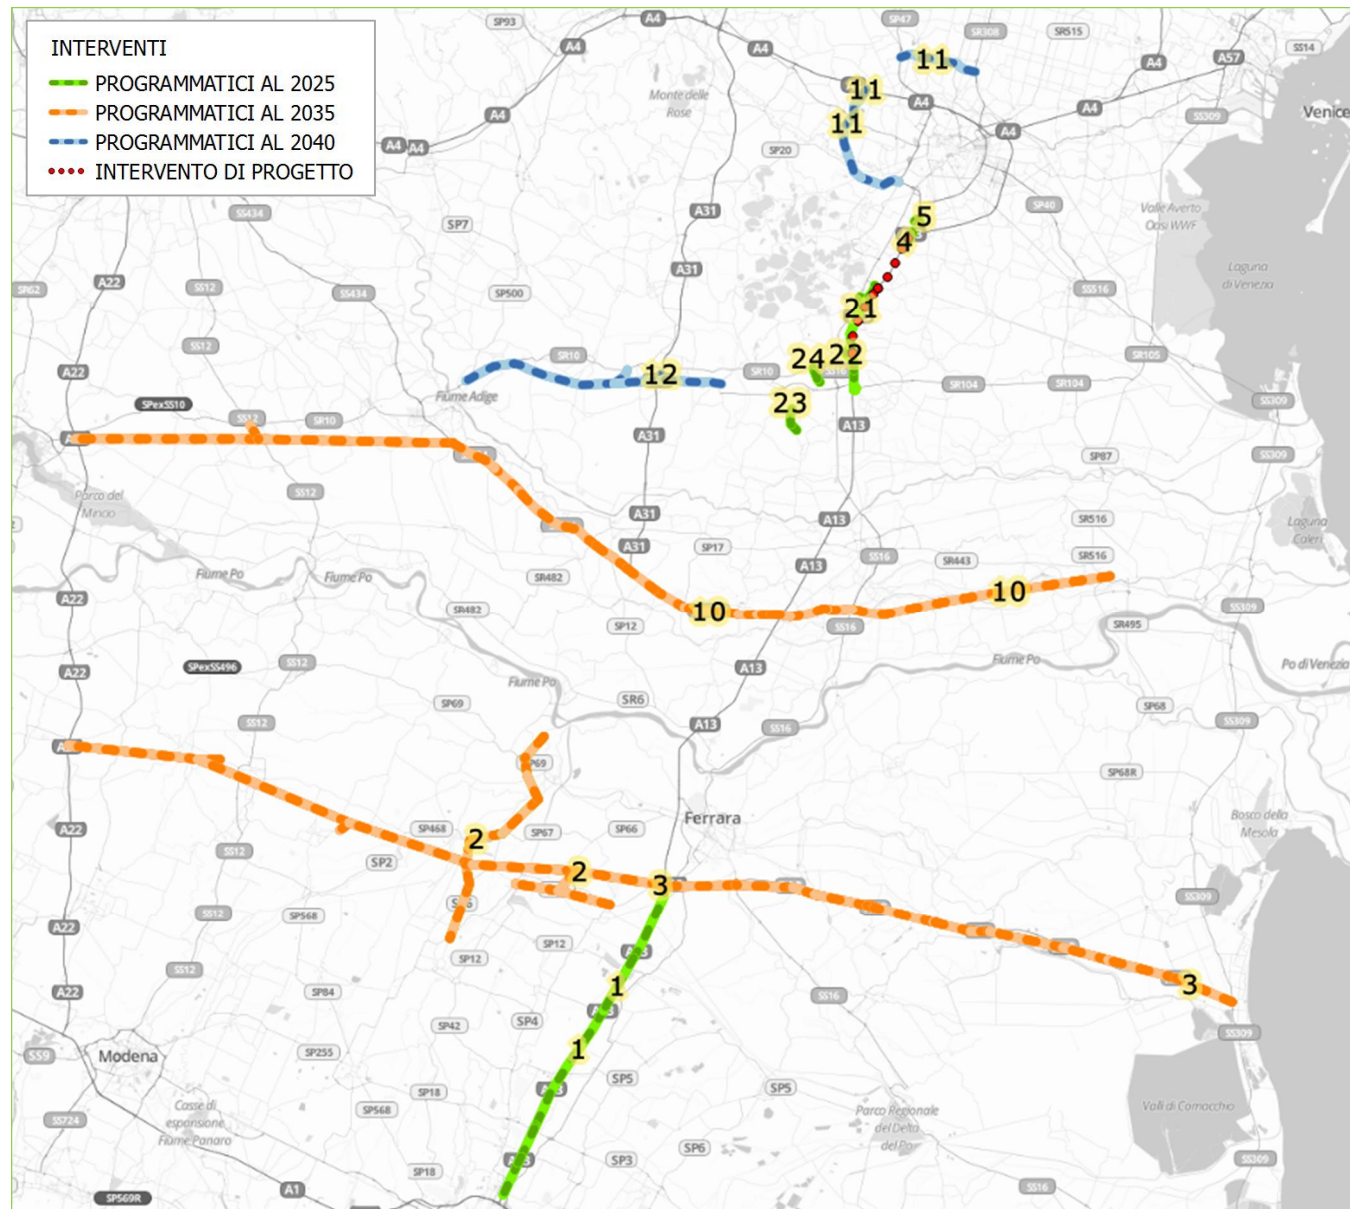 INTERVENTI
PROGRAMMATICI AL 2025
PROGRAMMATICI AL 2035
PROGRAMMATICI AL 2040
INTERVENTO DI PROGETTO
SP93
A4
SP47
SR308
SR515
A4
A4
A4
A57
SS14
Monte delle
Rose
11
11
A4
A4
A4
SS309
Venice
A4
A4
11
A4
SP20
SS434
SP7
A31
5
SP40
Valle Averto
Oasi WWF
4
A31
Laguna
di Venezia
SP62
A22
SS12
SS434
SP500
SS516
21
SS12
SR10
24
22
SR105
A22
12
SR10
SS16
SR104
SR104
Fiume Adige
SPexSS10
23
SS309
SS12
SR10
A13
A31
SP87
SS309
Parco del
Mincio
SS12
A31
A13
SR516
Laguna
Caleri
A31
SP17
SS16
SR443
SR516
Fiume Po
Fiume Po
SR482
A13
A22
10
10
SR482
SP12
SS16
SR495
SS309
SPexSS496
SS12
A13
Fiume Po
Po di Venezia
A22
Fiume Po
SP69
SR6
SP68
SS12
A13
SS16
SS309
SP69
SP68R
Ferrara
Bosco della
Mesola
A22
SP468
2
SP67
SP66
SS12
SP2
2
3
SS309
SP568
SS12
A22
SP12
SP12
SS12
3
A22
SP84
1
SS16
SP42
SP4
SS309
SS9
Modena
SP255
1
SP5
SP5
SP18
Casse di
espansione
Fiume Panaro
SP568
Parco Regionale
del Delta
del Po
Valli di Comacchio
SS724
SP6
SP18
SP3
SS309
A1
SP569R
SS16